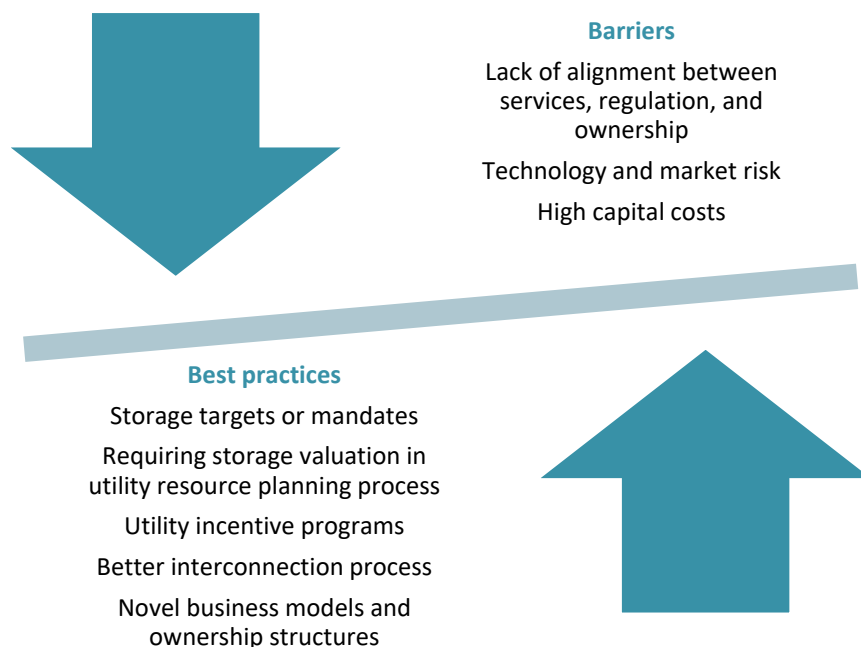 Barriers
Lack of alignment between
services, regulation, and
ownership
Technology and market risk
High capital costs
Best practices
Storage targets or mandates
Requiring storage valuation in
utility resource planning process
Utility incentive programs
Better interconnection process
Novel business models and
ownership structures